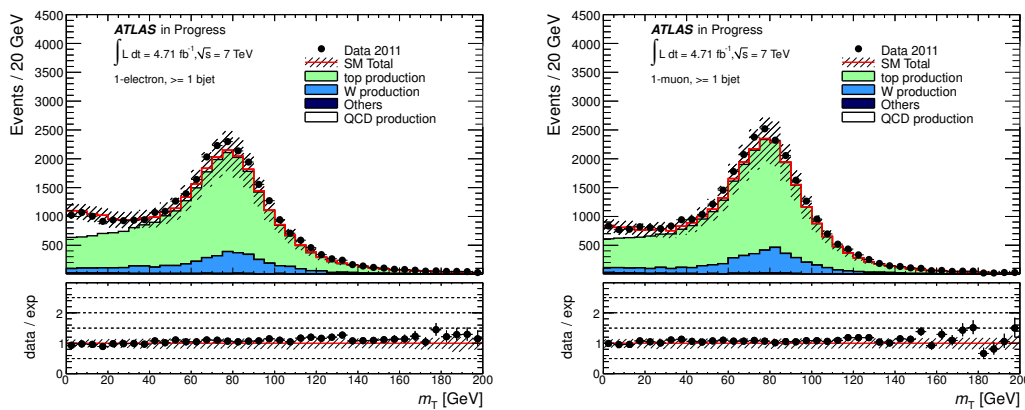 ATLAS in Progress
∫ L dt = 4.71 fb⁻¹, √s = 7 TeV
1-electron, >= 1 bjet
Data 2011
SM Total
top production
W production
Others
QCD production
Events / 20 GeV
4500
4000
3500
3000
2500
2000
1500
1000
500
data / exp
2
1
0
0 20 40 60 80 100 120 140 160 180 200
m_T [GeV]
ATLAS in Progress
∫ L dt = 4.71 fb⁻¹, √s = 7 TeV
1-muon, >= 1 bjet
Data 2011
SM Total
top production
W production
Others
QCD production
Events / 20 GeV
4500
4000
3500
3000
2500
2000
1500
1000
500
data / exp
2
1
0
0 20 40 60 80 100 120 140 160 180 200
m_T [GeV]